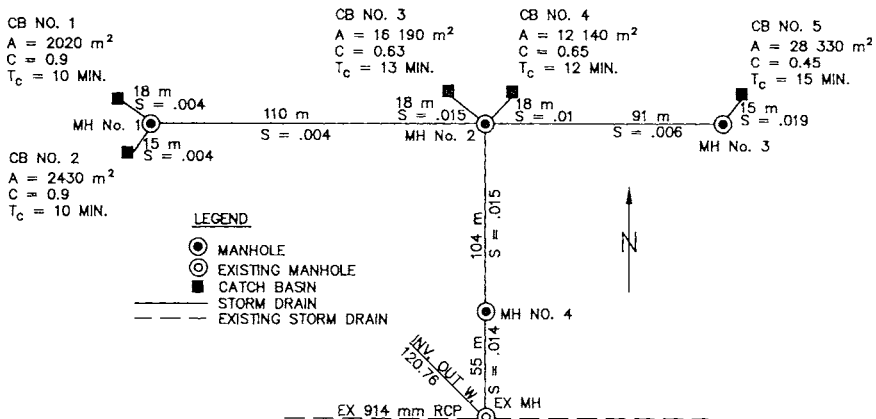 CB NO. 1
A = 2020 m²
C = 0.9
Tc = 10 MIN.
CB NO. 3
A = 16 190 m²
C = 0.63
Tc = 13 MIN.
CB NO. 4
A = 12 140 m²
C = 0.65
Tc = 12 MIN.
CB NO. 5
A = 28 330 m²
C = 0.45
Tc = 15 MIN.
18 m
S = .004
MH No. 1
15 m
S = .004
110 m
S = .004
18 m
S = .015
MH No. 2
18 m
S = .01
91 m
S = .006
15 m
S = .019
MH No. 3
CB NO. 2
A = 2430 m²
C = 0.9
Tc = 10 MIN.
LEGEND
MANHOLE
EXISTING MANHOLE
CATCH BASIN
STORM DRAIN
EXISTING STORM DRAIN
104 m
S = .015
N
MH NO. 4
55 m
S = .014
INV. OUT W.
120.76
EX MH
EX 914 mm RCP